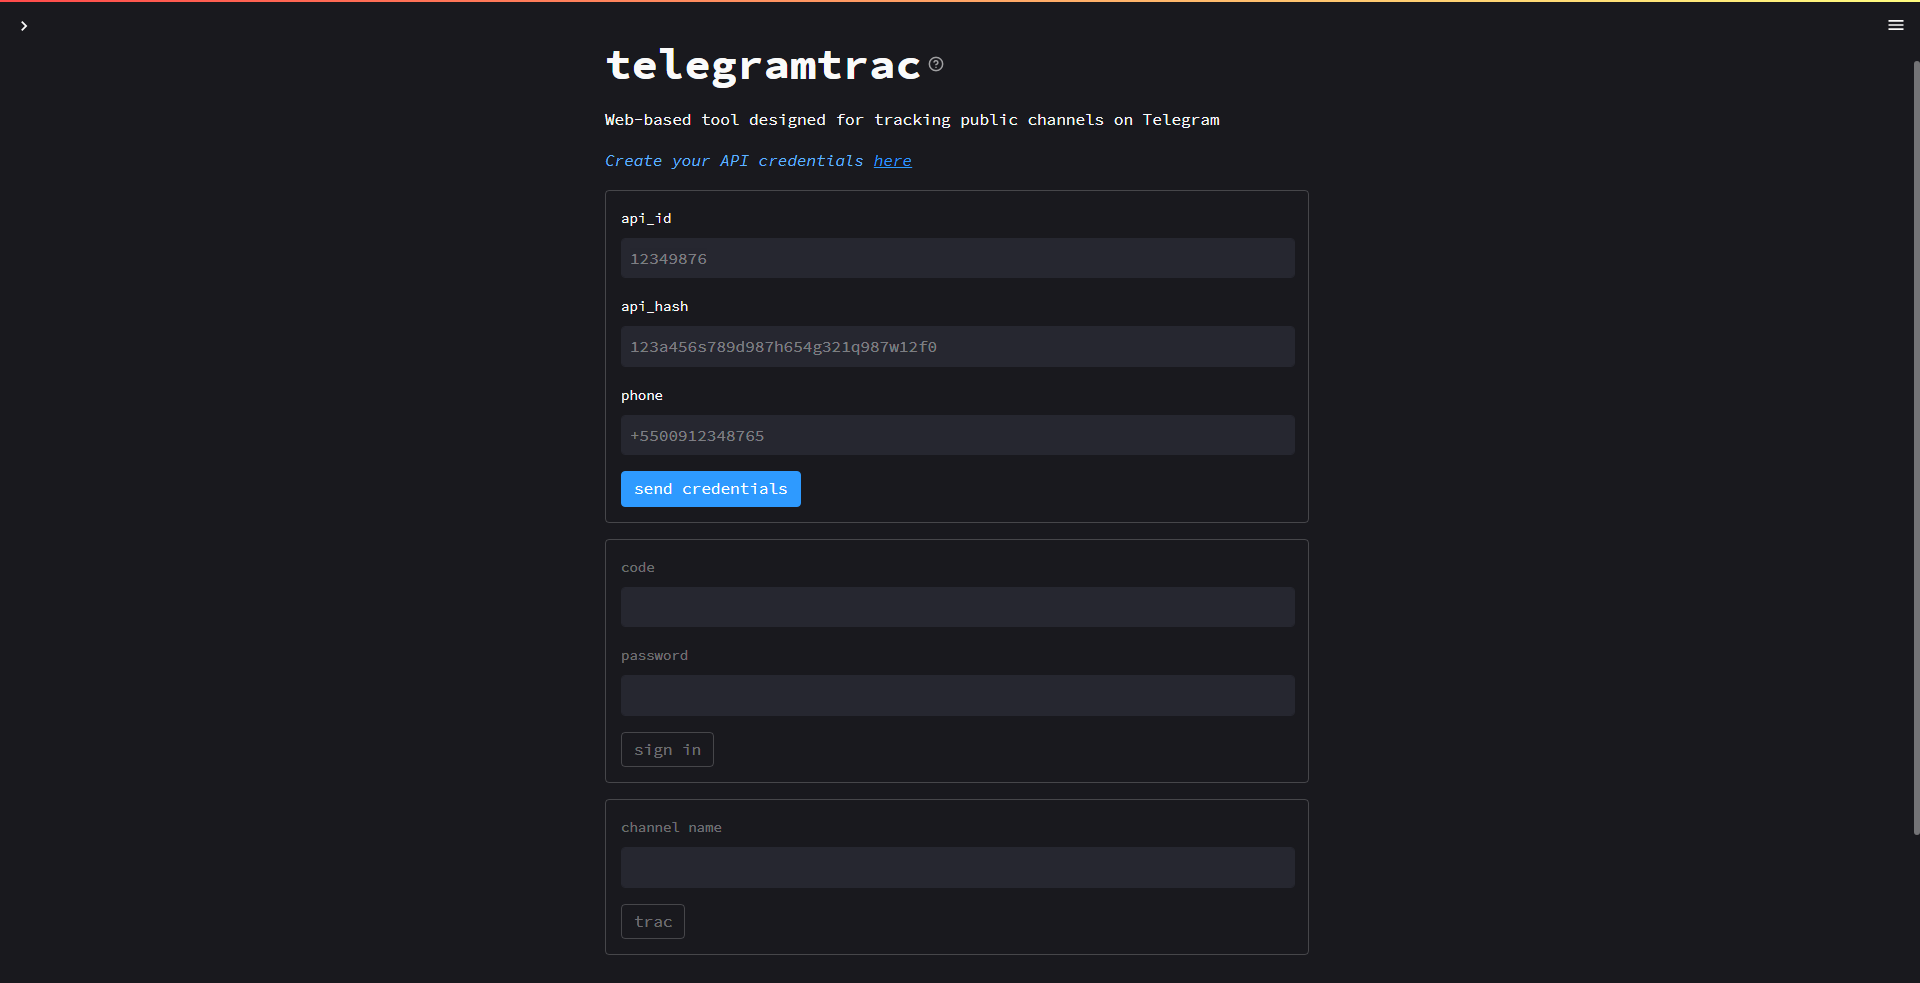 telegramtrac
Web-based tool designed for tracking public channels on Telegram
Create your API credentials here
api_id
12349876
api_hash
123a456s789d987h654g321q987w12f0
phone
+5500912348765
send credentials
code
password
sign in
channel name
trac